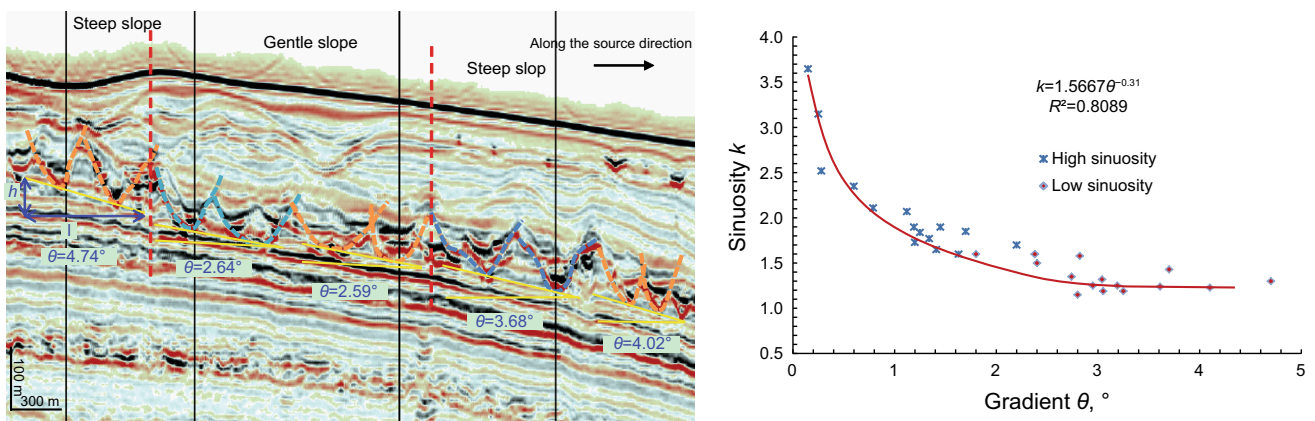 Steep slope
Gentle slope
Along the source direction
Steep slop
h
l
θ=4.74°
θ=2.64°
θ=2.59°
θ=3.68°
θ=4.02°
100 m
300 m
4.0
3.5
3.0
2.5
2.0
1.5
1.0
0.5
Sinuosity k
k=1.5667θ⁻⁰·³¹
R²=0.8089
High sinuosity
Low sinuosity
0 1 2 3 4 5
Gradient θ, °